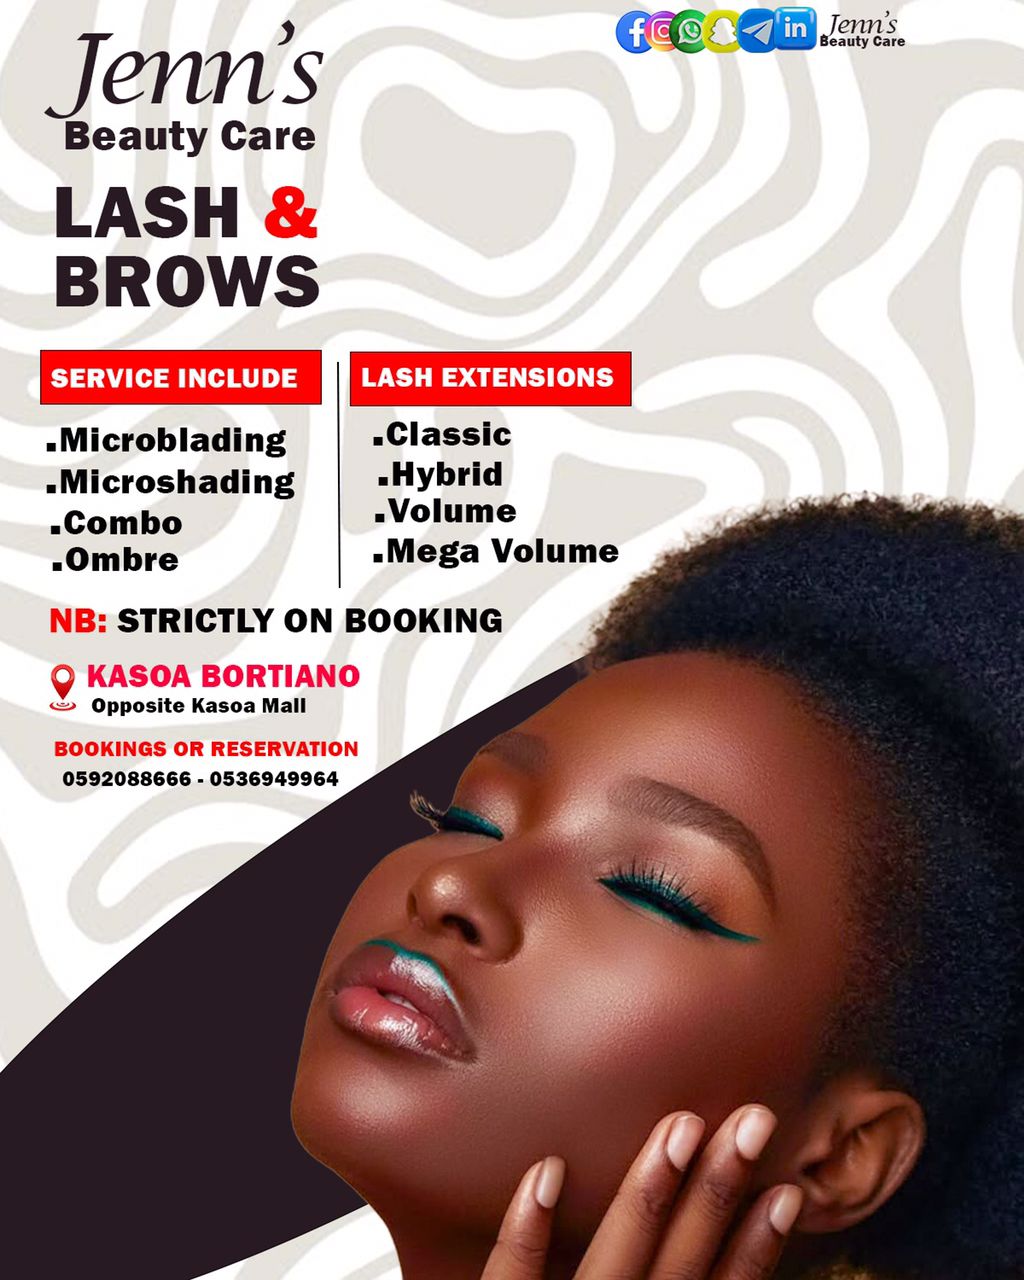 Jenn's
Beauty Care
Jenn's
Beauty Care
LASH &
BROWS
SERVICE INCLUDE
.Microblading
.Microshading
.Combo
.Ombre
LASH EXTENSIONS
.Classic
.Hybrid
.Volume
.Mega Volume
NB: STRICTLY ON BOOKING
KASOA BORTIANO
Opposite Kasoa Mall
BOOKINGS OR RESERVATION
0592088666 - 0536949964